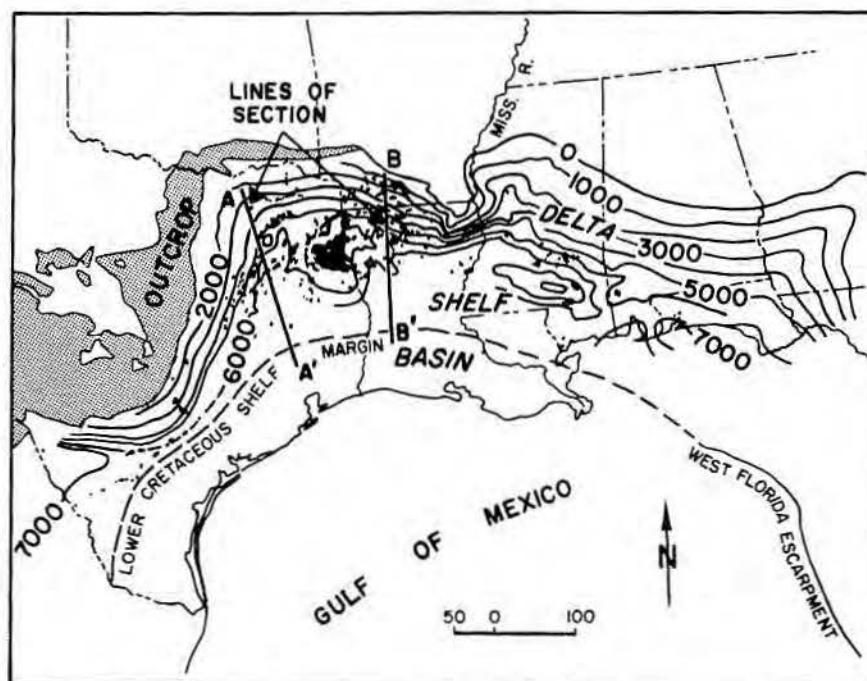 LINES OF
SECTION
MISS. R.
B
0
1000
A
DELTA
3000
OUTCROP
2000
5000
SHELF
6000
7000
B'
MARGIN
BASIN
A'
LOWER CRETACEOUS SHELF
7000
WEST FLORIDA ESCARPMENT
GULF OF MEXICO
N
50 0 100